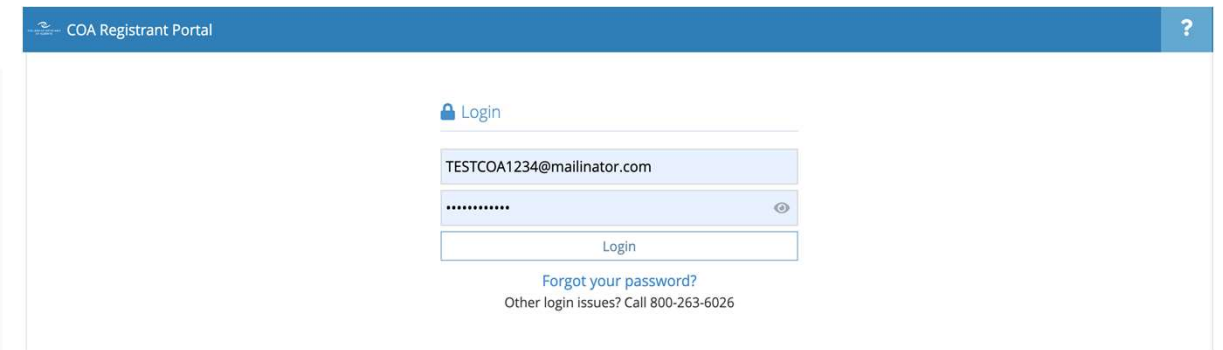 COA Registrant Portal
?
Login
TESTCOA1234@mailinator.com
••••••••••••
Login
Forgot your password?
Other login issues? Call 800-263-6026